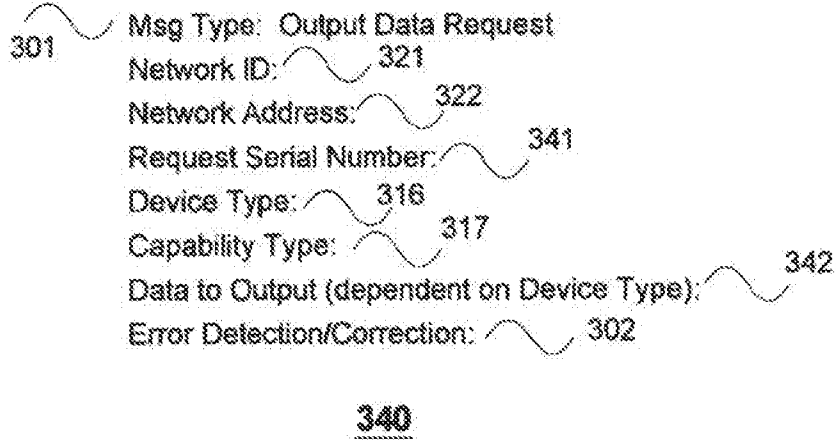 301 Msg Type: Output Data Request
Network ID: 321
Network Address: 322
Request Serial Number: 341
Device Type: 316
Capability Type: 317
Data to Output (dependent on Device Type): 342
Error Detection/Correction: 302
340